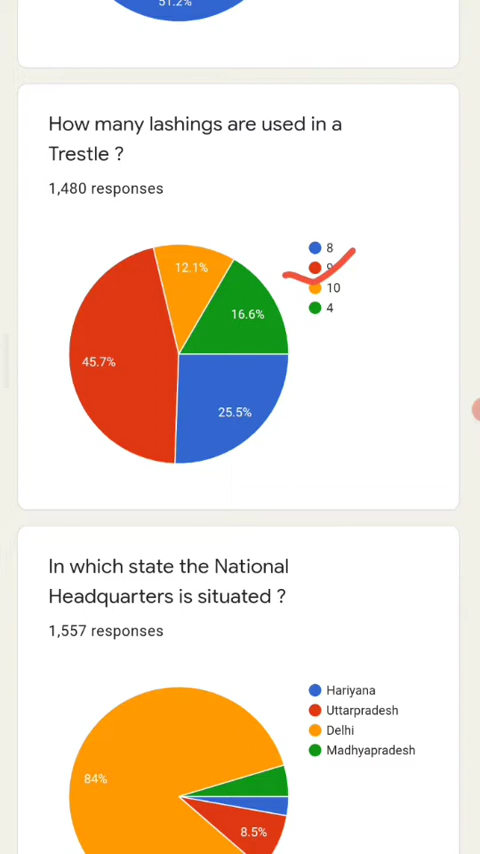 51.2%
How many lashings are used in a
Trestle ?
1,480 responses
8
9
10
4
12.1%
16.6%
45.7%
25.5%
In which state the National
Headquarters is situated ?
1,557 responses
Hariyana
Uttarpradesh
Delhi
Madhyapradesh
84%
8.5%